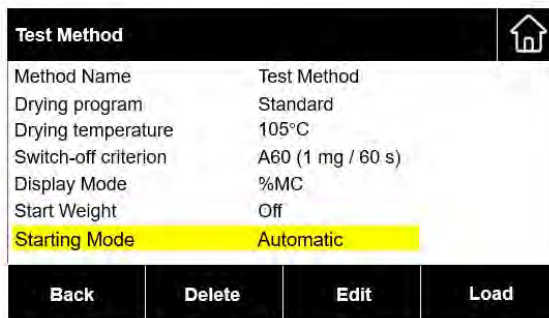 Test Method
Method Name Test Method
Drying program Standard
Drying temperature 105°C
Switch-off criterion A60 (1 mg / 60 s)
Display Mode %MC
Start Weight Off
Starting Mode Automatic
Back Delete Edit Load